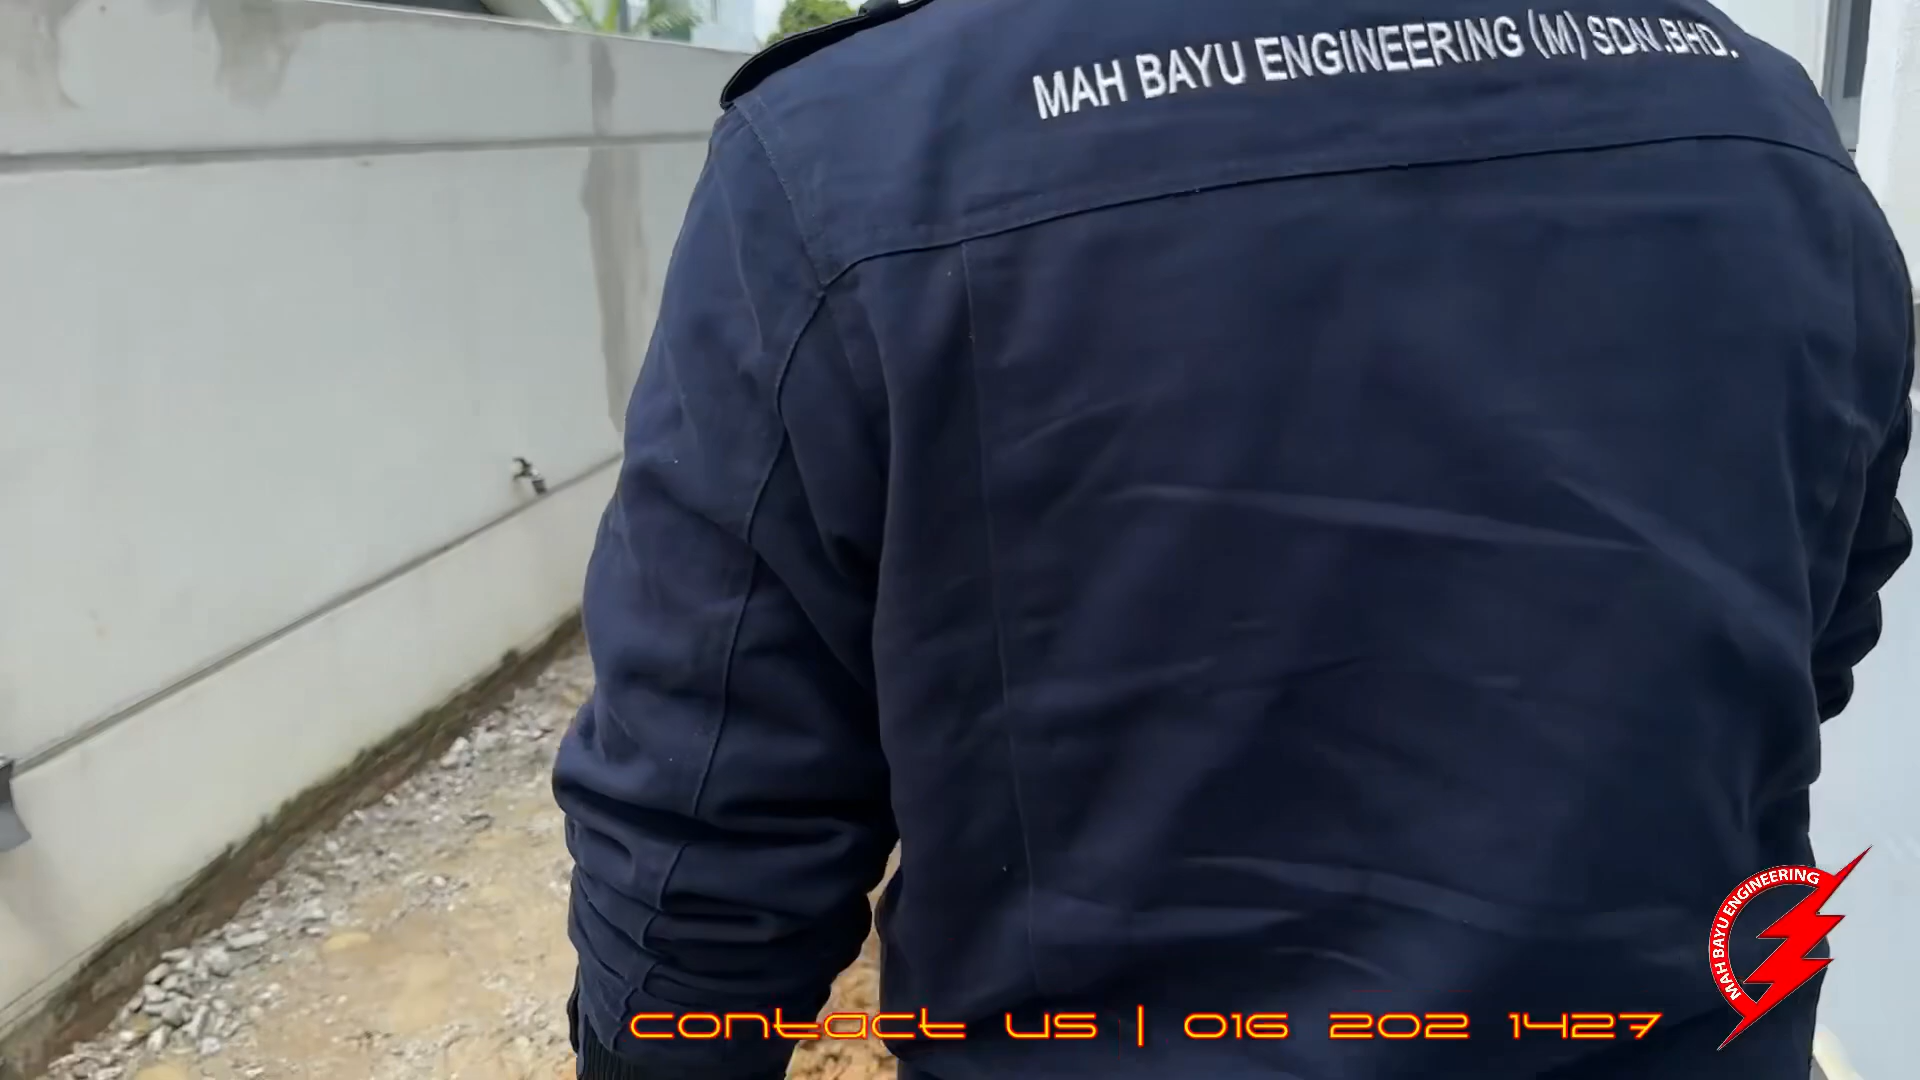 MAH BAYU ENGINEERING (M) SDN.BHD.
MAH BAYU ENGINEERING
contact us | 016 202 1427